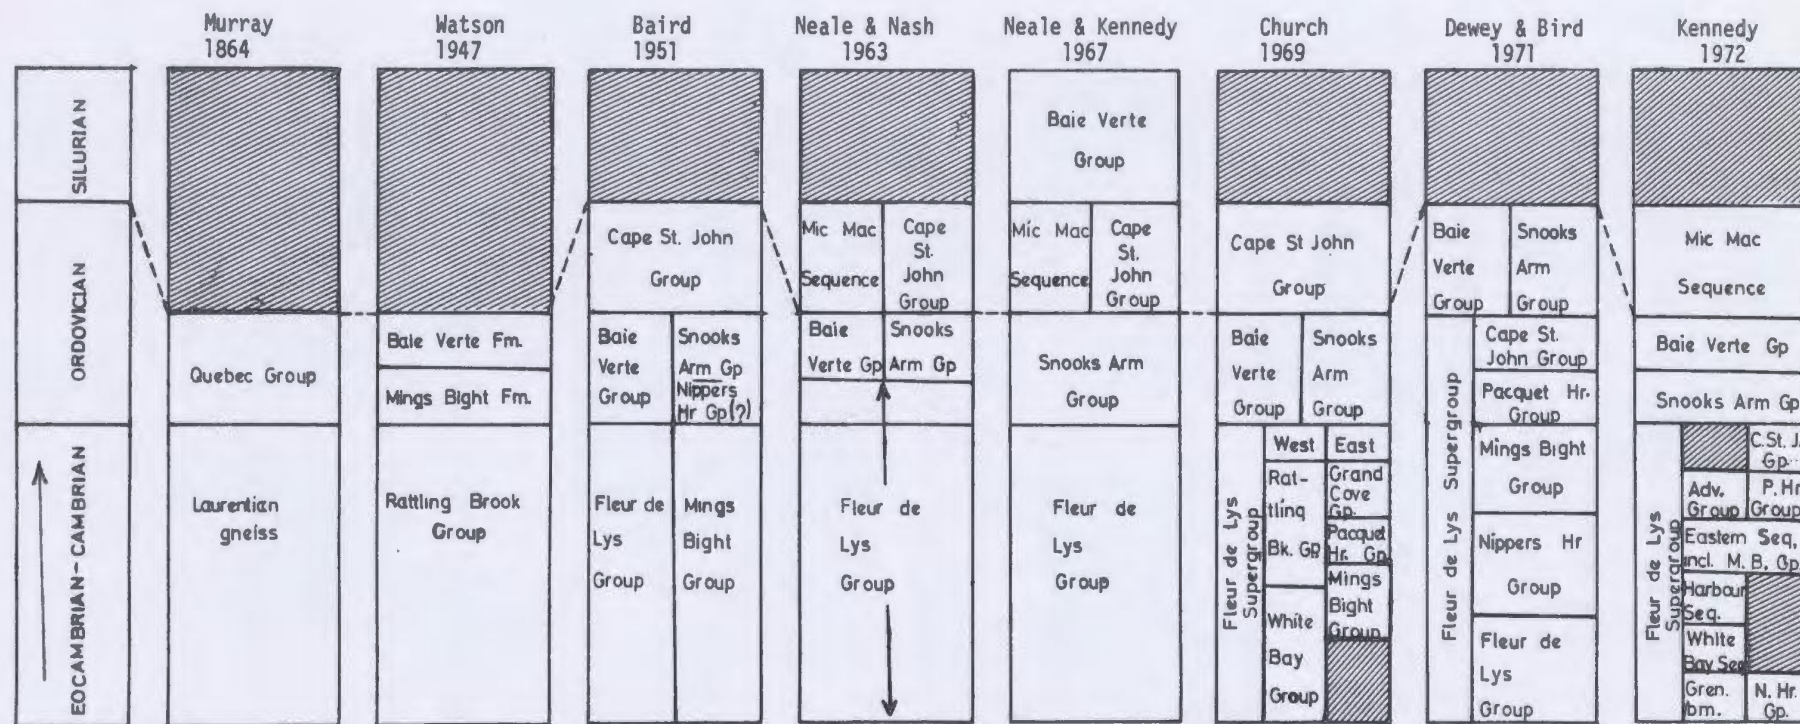 Murray
1864
Watson
1947
Baird
1951
Neale & Nash
1963
Neale & Kennedy
1967
Church
1969
Dewey & Bird
1971
Kennedy
1972
SILURIAN
ORDOVICIAN
EOCAMBRIAN-CAMBRIAN
Quebec Group
Laurentian
gneiss
Baie Verte Fm.
Mings Bight Fm.
Rattling Brook
Group
Cape St. John
Group
Baie
Verte
Group
Snooks
Arm Gp
Nippers
Hr Gp(?)
Fleur de
Lys
Group
Mings
Bight
Group
Mic Mac
Sequence
Cape
St.
John
Group
Baie
Verte Gp
Snooks
Arm Gp
Fleur de
Lys
Group
Baie Verte
Group
Mic Mac
Sequence
Cape
St.
John
Group
Snooks Arm
Group
Fleur de
Lys
Group
Cape St John
Group
Baie
Verte
Group
Snooks
Arm
Group
Fleur de Lys
Supergroup
West
Rat-
tling
Bk. Gp
White
Bay
Group
East
Grand
Cove
Gp.
Pacquet
Hr. Gp.
Mings
Bight
Group
Baie
Verte
Group
Snooks
Arm
Group
Fleur de Lys Supergroup
Cape St.
John Group
Pacquet Hr.
Group
Mings Bight
Group
Nippers Hr
Group
Fleur de
Lys
Group
Mic Mac
Sequence
Baie Verte Gp
Snooks Arm Gp
Fleur de Lys
Supergroup
C.St. J.
Gp.
Adv.
Group
P. Hr
Group
Eastern Seq,
incl. M. B. Gp
Harbour
Seq.
White
Bay Seq
Gren.
bm.
N. Hr.
Gp.